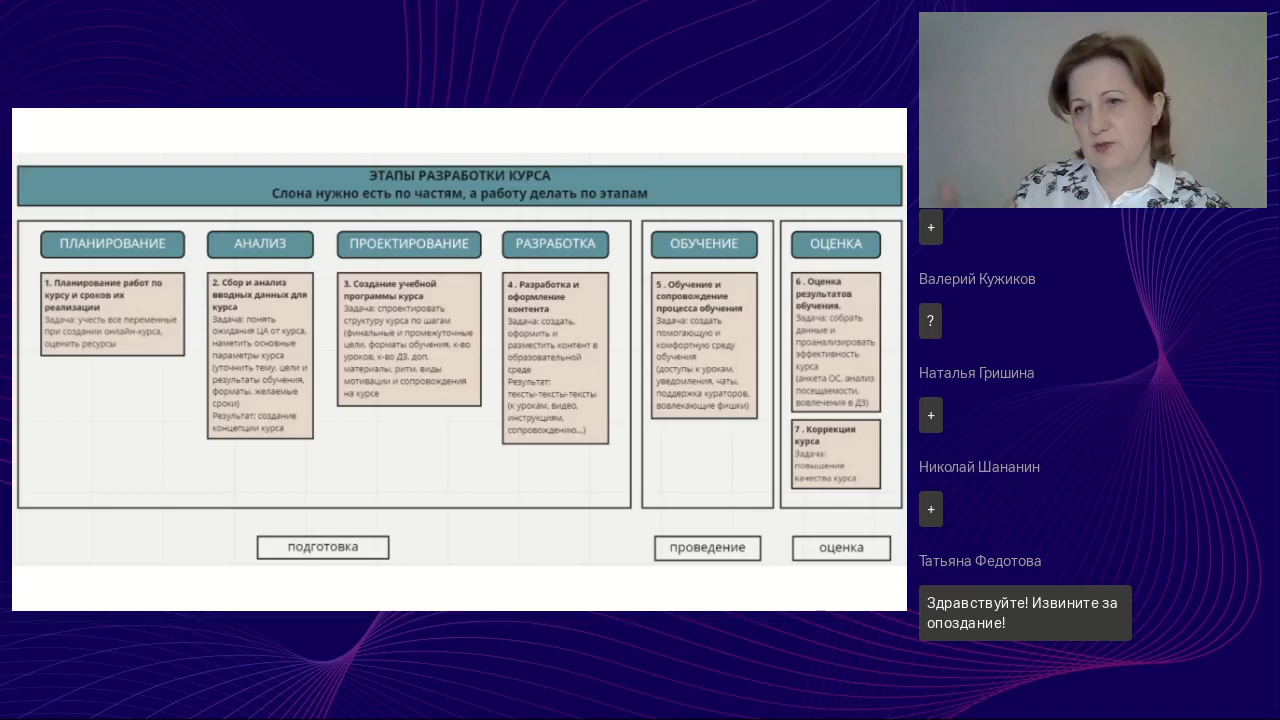 ЭТАПЫ РАЗРАБОТКИ КУРСА
Слона нужно есть по частям, а работу делать по этапам
ПЛАНИРОВАНИЕ
1. Планирование работ по
курсу и сроков их
реализации
Задача: учесть все переменные
при создании онлайн-курса,
оценить ресурсы
АНАЛИЗ
2. Сбор и анализ
вводных данных для
курса
Задача: понять
ожидания ЦА от курса,
наметить основные
параметры курса
(уточнить тему, цели и
результаты обучения,
форматы, желаемые
сроки)
Результат: создание
концепции курса
ПРОЕКТИРОВАНИЕ
3. Создание учебной
программы курса
Задача: спроектировать
структуру курса по шагам
(финальные и промежуточные
цели, форматы обучения, к-во
уроков, к-во ДЗ, доп.
материалы, ритм, виды
мотивации и сопровождения
на курсе
РАЗРАБОТКА
4 . Разработка и
оформление
контента
Задача: создать,
оформить и
разместить контент в
образовательной
среде
Результат:
тексты-тексты-тексты
(к урокам, видео,
инструкциям,
сопровождению...)
ОБУЧЕНИЕ
5 . Обучение и
сопровождение
процесса обучения
Задача: создать
помогающую и
комфортную среду
обучения
(доступы к урокам,
уведомления, чаты,
поддержка кураторов,
вовлекающие фишки)
ОЦЕНКА
6 . Оценка
результатов
обучения.
Задача: собрать
данные и
проанализировать
эффективность
курса
(анкета ОС, анализ
посещаемости,
вовлечения в ДЗ)
7 . Коррекция
курса
Задача:
повышение
качества курса
подготовка
проведение
оценка
+
Валерий Кужиков
?
Наталья Гришина
+
Николай Шананин
+
Татьяна Федотова
Здравствуйте! Извините за
опоздание!